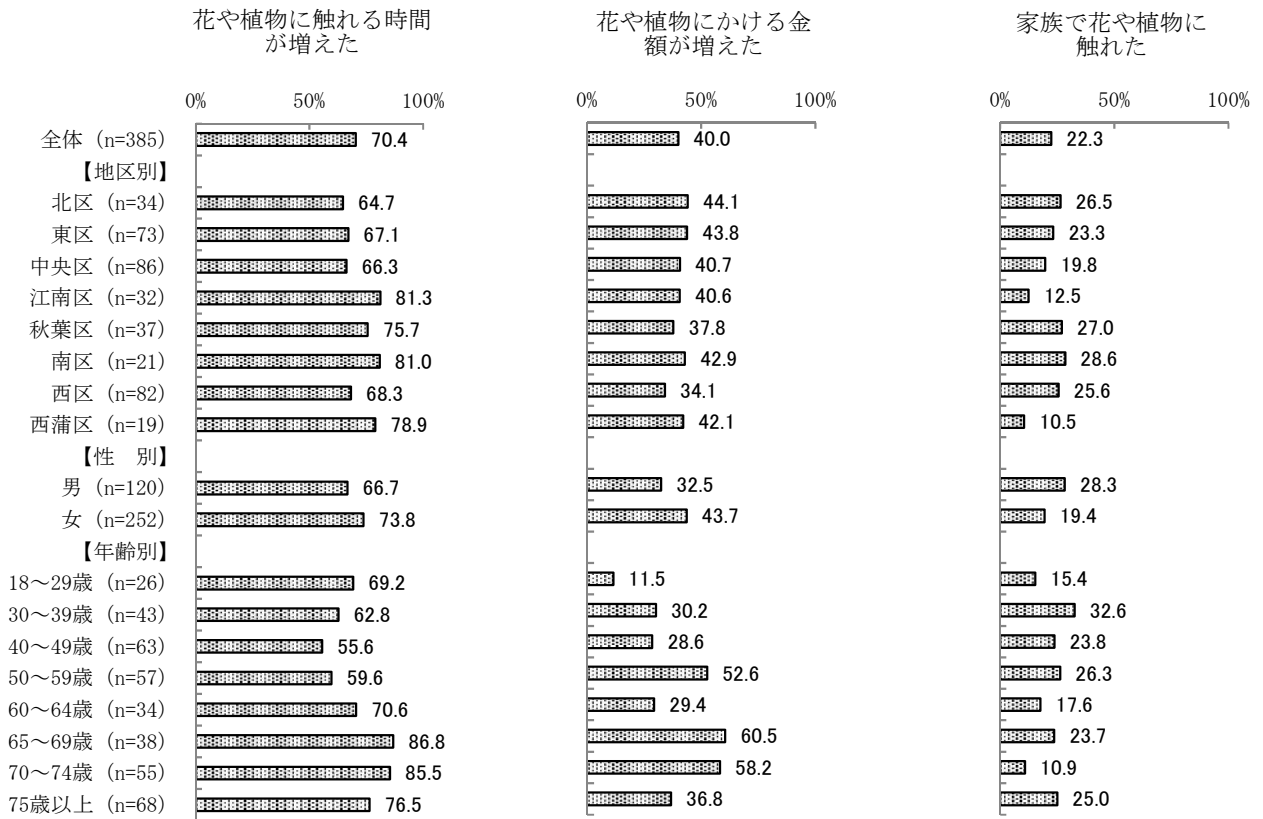 花や植物に触れる時間
が増えた
花や植物にかける金
額が増えた
家族で花や植物に
触れた
0% 50% 100% 0% 50% 100% 0% 50% 100%
全体 (n=385) 70.4 40.0 22.3
【地区別】
北区 (n=34) 64.7 44.1 26.5
東区 (n=73) 67.1 43.8 23.3
中央区 (n=86) 66.3 40.7 19.8
江南区 (n=32) 81.3 40.6 12.5
秋葉区 (n=37) 75.7 37.8 27.0
南区 (n=21) 81.0 42.9 28.6
西区 (n=82) 68.3 34.1 25.6
西蒲区 (n=19) 78.9 42.1 10.5
【性　別】
男 (n=120) 66.7 32.5 28.3
女 (n=252) 73.8 43.7 19.4
【年齢別】
18～29歳 (n=26) 69.2 11.5 15.4
30～39歳 (n=43) 62.8 30.2 32.6
40～49歳 (n=63) 55.6 28.6 23.8
50～59歳 (n=57) 59.6 52.6 26.3
60～64歳 (n=34) 70.6 29.4 17.6
65～69歳 (n=38) 86.8 60.5 23.7
70～74歳 (n=55) 85.5 58.2 10.9
75歳以上 (n=68) 76.5 36.8 25.0